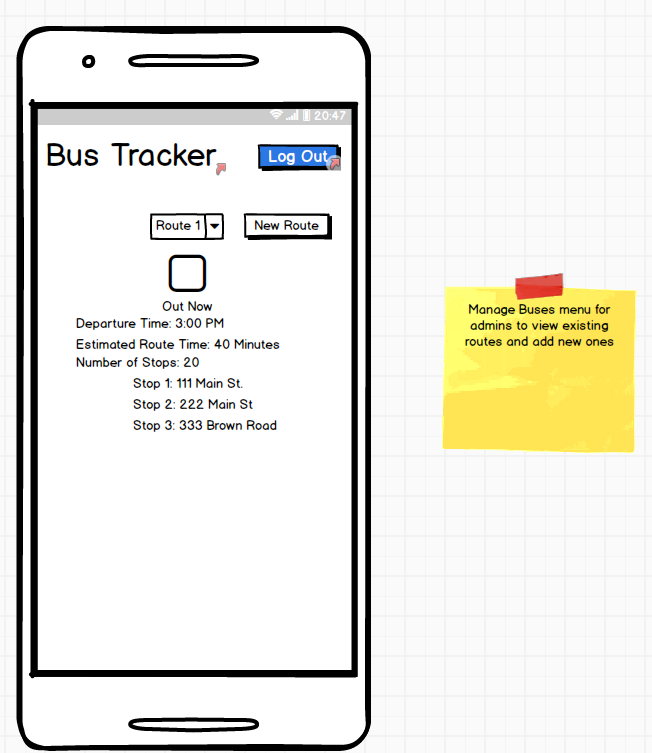 20:47
Bus Tracker
Log Out
Route 1
New Route
Out Now
Departure Time: 3:00 PM
Estimated Route Time: 40 Minutes
Number of Stops: 20
Stop 1: 111 Main St.
Stop 2: 222 Main St
Stop 3: 333 Brown Road
Manage Buses menu for
admins to view existing
routes and add new ones